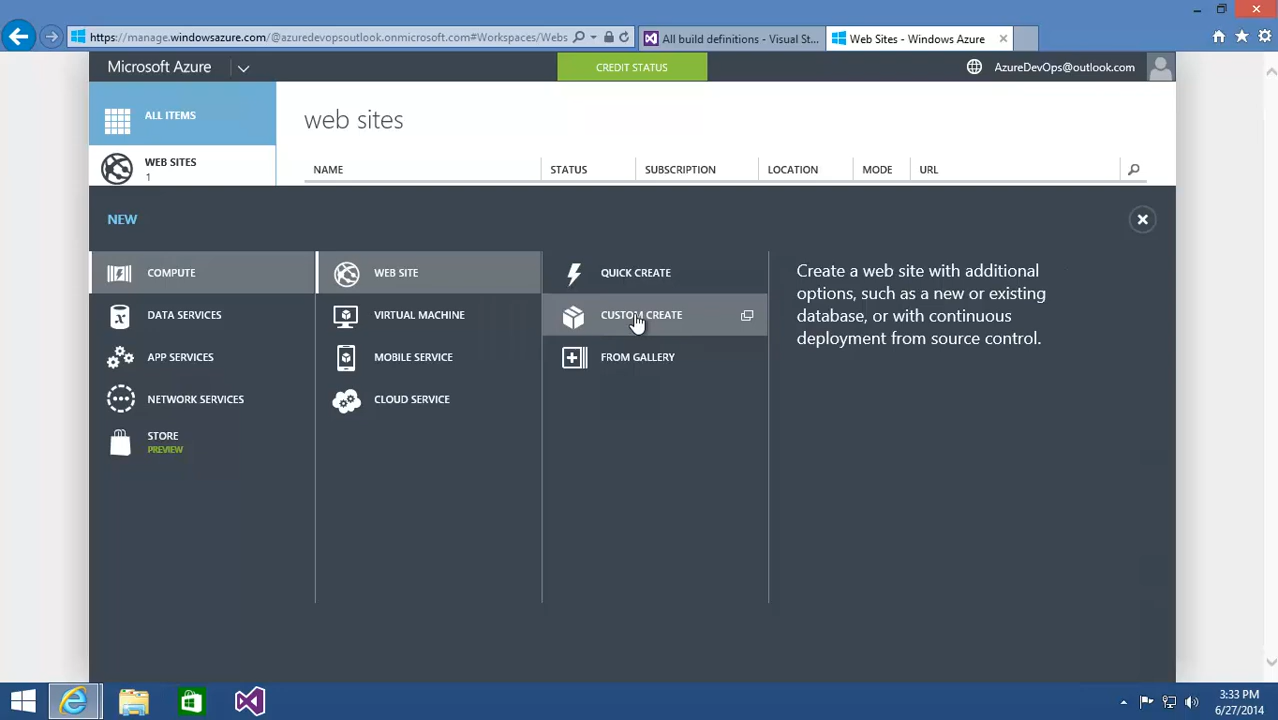 https://manage.windowsazure.com/@azuredevopsoutlook.onmicrosoft.com#Workspaces/Webs
All build definitions - Visual St...
Web Sites - Windows Azure
Microsoft Azure
CREDIT STATUS
AzureDevOps@outlook.com
ALL ITEMS
web sites
WEB SITES
1
NAME
STATUS
SUBSCRIPTION
LOCATION
MODE
URL
NEW
COMPUTE
DATA SERVICES
APP SERVICES
NETWORK SERVICES
STORE
PREVIEW
WEB SITE
VIRTUAL MACHINE
MOBILE SERVICE
CLOUD SERVICE
QUICK CREATE
CUSTOM CREATE
FROM GALLERY
Create a web site with additional
options, such as a new or existing
database, or with continuous
deployment from source control.
3:33 PM
6/27/2014